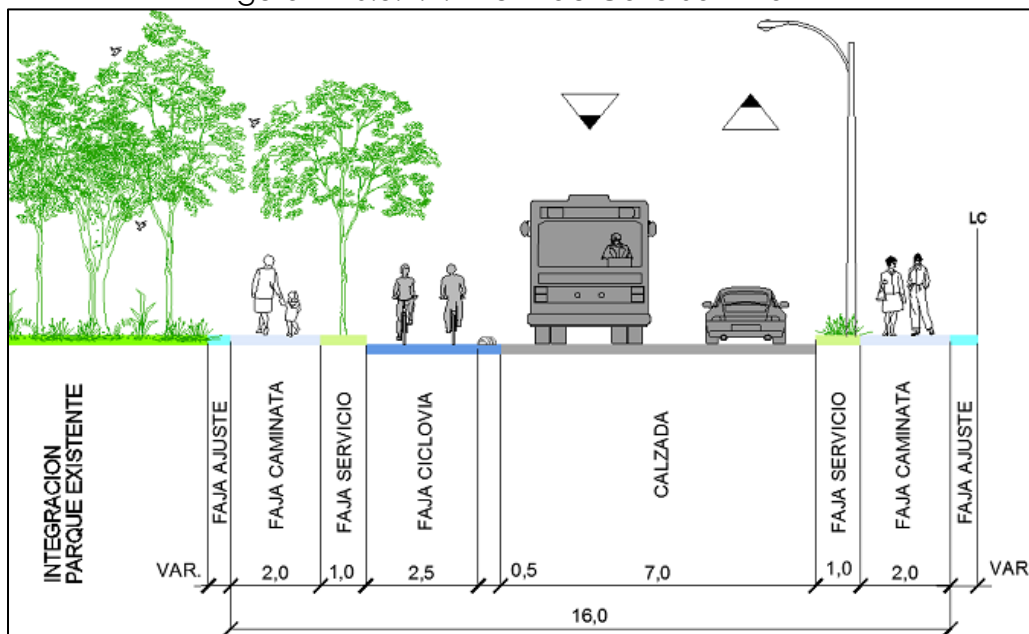 LC
INTEGRACION
PARQUE EXISTENTE
FAJA AJUSTE
FAJA CAMINATA
FAJA SERVICIO
FAJA CICLOVIA
CALZADA
FAJA SERVICIO
FAJA CAMINATA
FAJA AJUSTE
VAR. 2,0 1,0 2,5 0,5 7,0 1,0 2,0 VAR
16,0